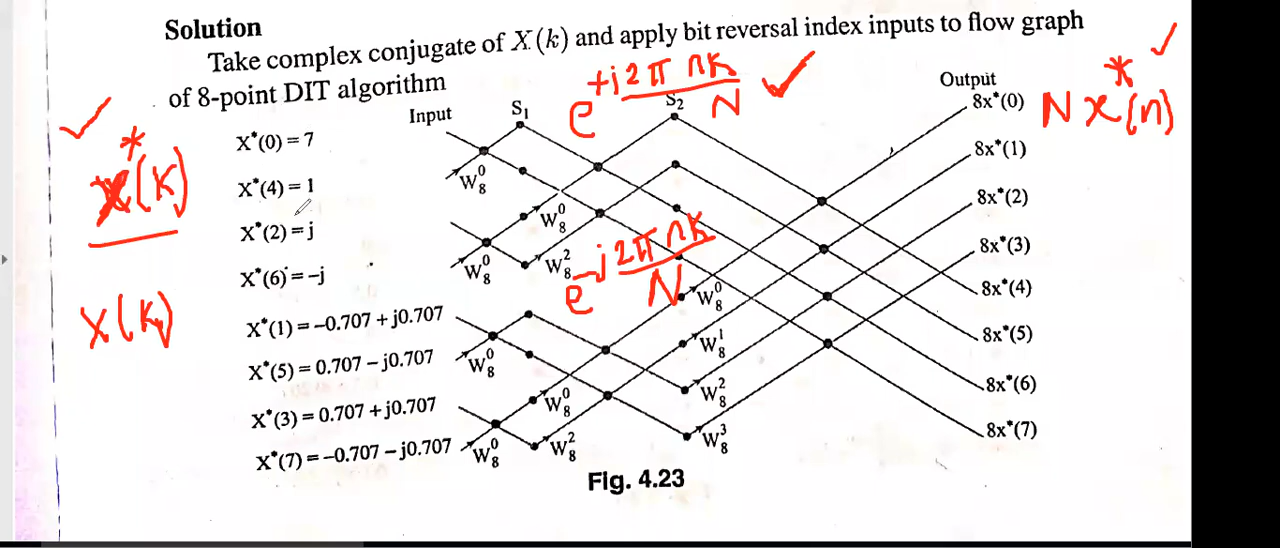 Solution
Take complex conjugate of X(k) and apply bit reversal index inputs to flow graph
of 8-point DIT algorithm
Input
S₁
S₂
Output
e^(+j2π nk/N)
N x*(n)
X*(k)
X(k)
e^(-j2π nk/N)
X*(0) = 7
X*(4) = 1
X*(2) = j
X*(6) = –j
X*(1) = –0.707 + j0.707
X*(5) = 0.707 – j0.707
X*(3) = 0.707 + j0.707
X*(7) = –0.707 – j0.707
W₈⁰
W₈⁰
W₈⁰
W₈⁰
W₈⁰
W₈²
W₈⁰
W₈²
W₈⁰
W₈¹
W₈²
W₈³
8x*(0)
8x*(1)
8x*(2)
8x*(3)
8x*(4)
8x*(5)
8x*(6)
8x*(7)
Fig. 4.23